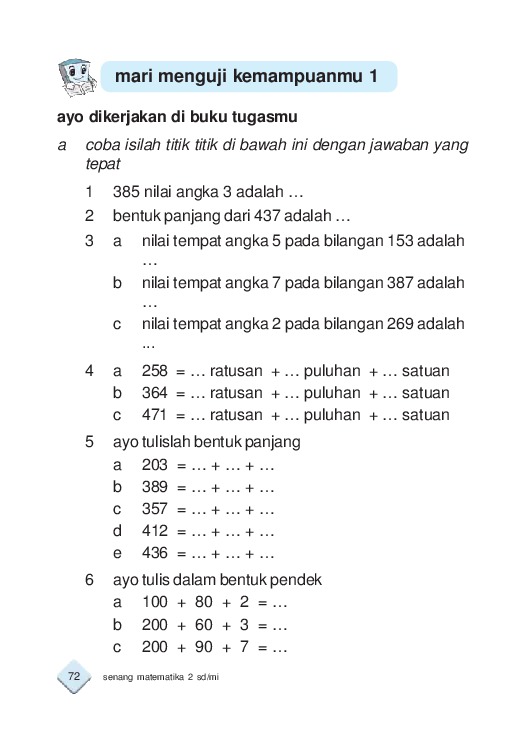 mari menguji kemampuanmu 1
ayo dikerjakan di buku tugasmu
a coba isilah titik titik di bawah ini dengan jawaban yang
tepat
1 385 nilai angka 3 adalah …
2 bentuk panjang dari 437 adalah …
3 a nilai tempat angka 5 pada bilangan 153 adalah
…
b nilai tempat angka 7 pada bilangan 387 adalah
…
c nilai tempat angka 2 pada bilangan 269 adalah
...
4 a 258 = … ratusan + … puluhan + … satuan
b 364 = … ratusan + … puluhan + … satuan
c 471 = … ratusan + … puluhan + … satuan
5 ayo tulislah bentuk panjang
a 203 = … + … + …
b 389 = … + … + …
c 357 = … + … + …
d 412 = … + … + …
e 436 = … + … + …
6 ayo tulis dalam bentuk pendek
a 100 + 80 + 2 = …
b 200 + 60 + 3 = …
c 200 + 90 + 7 = …
72 senang matematika 2 sd/mi